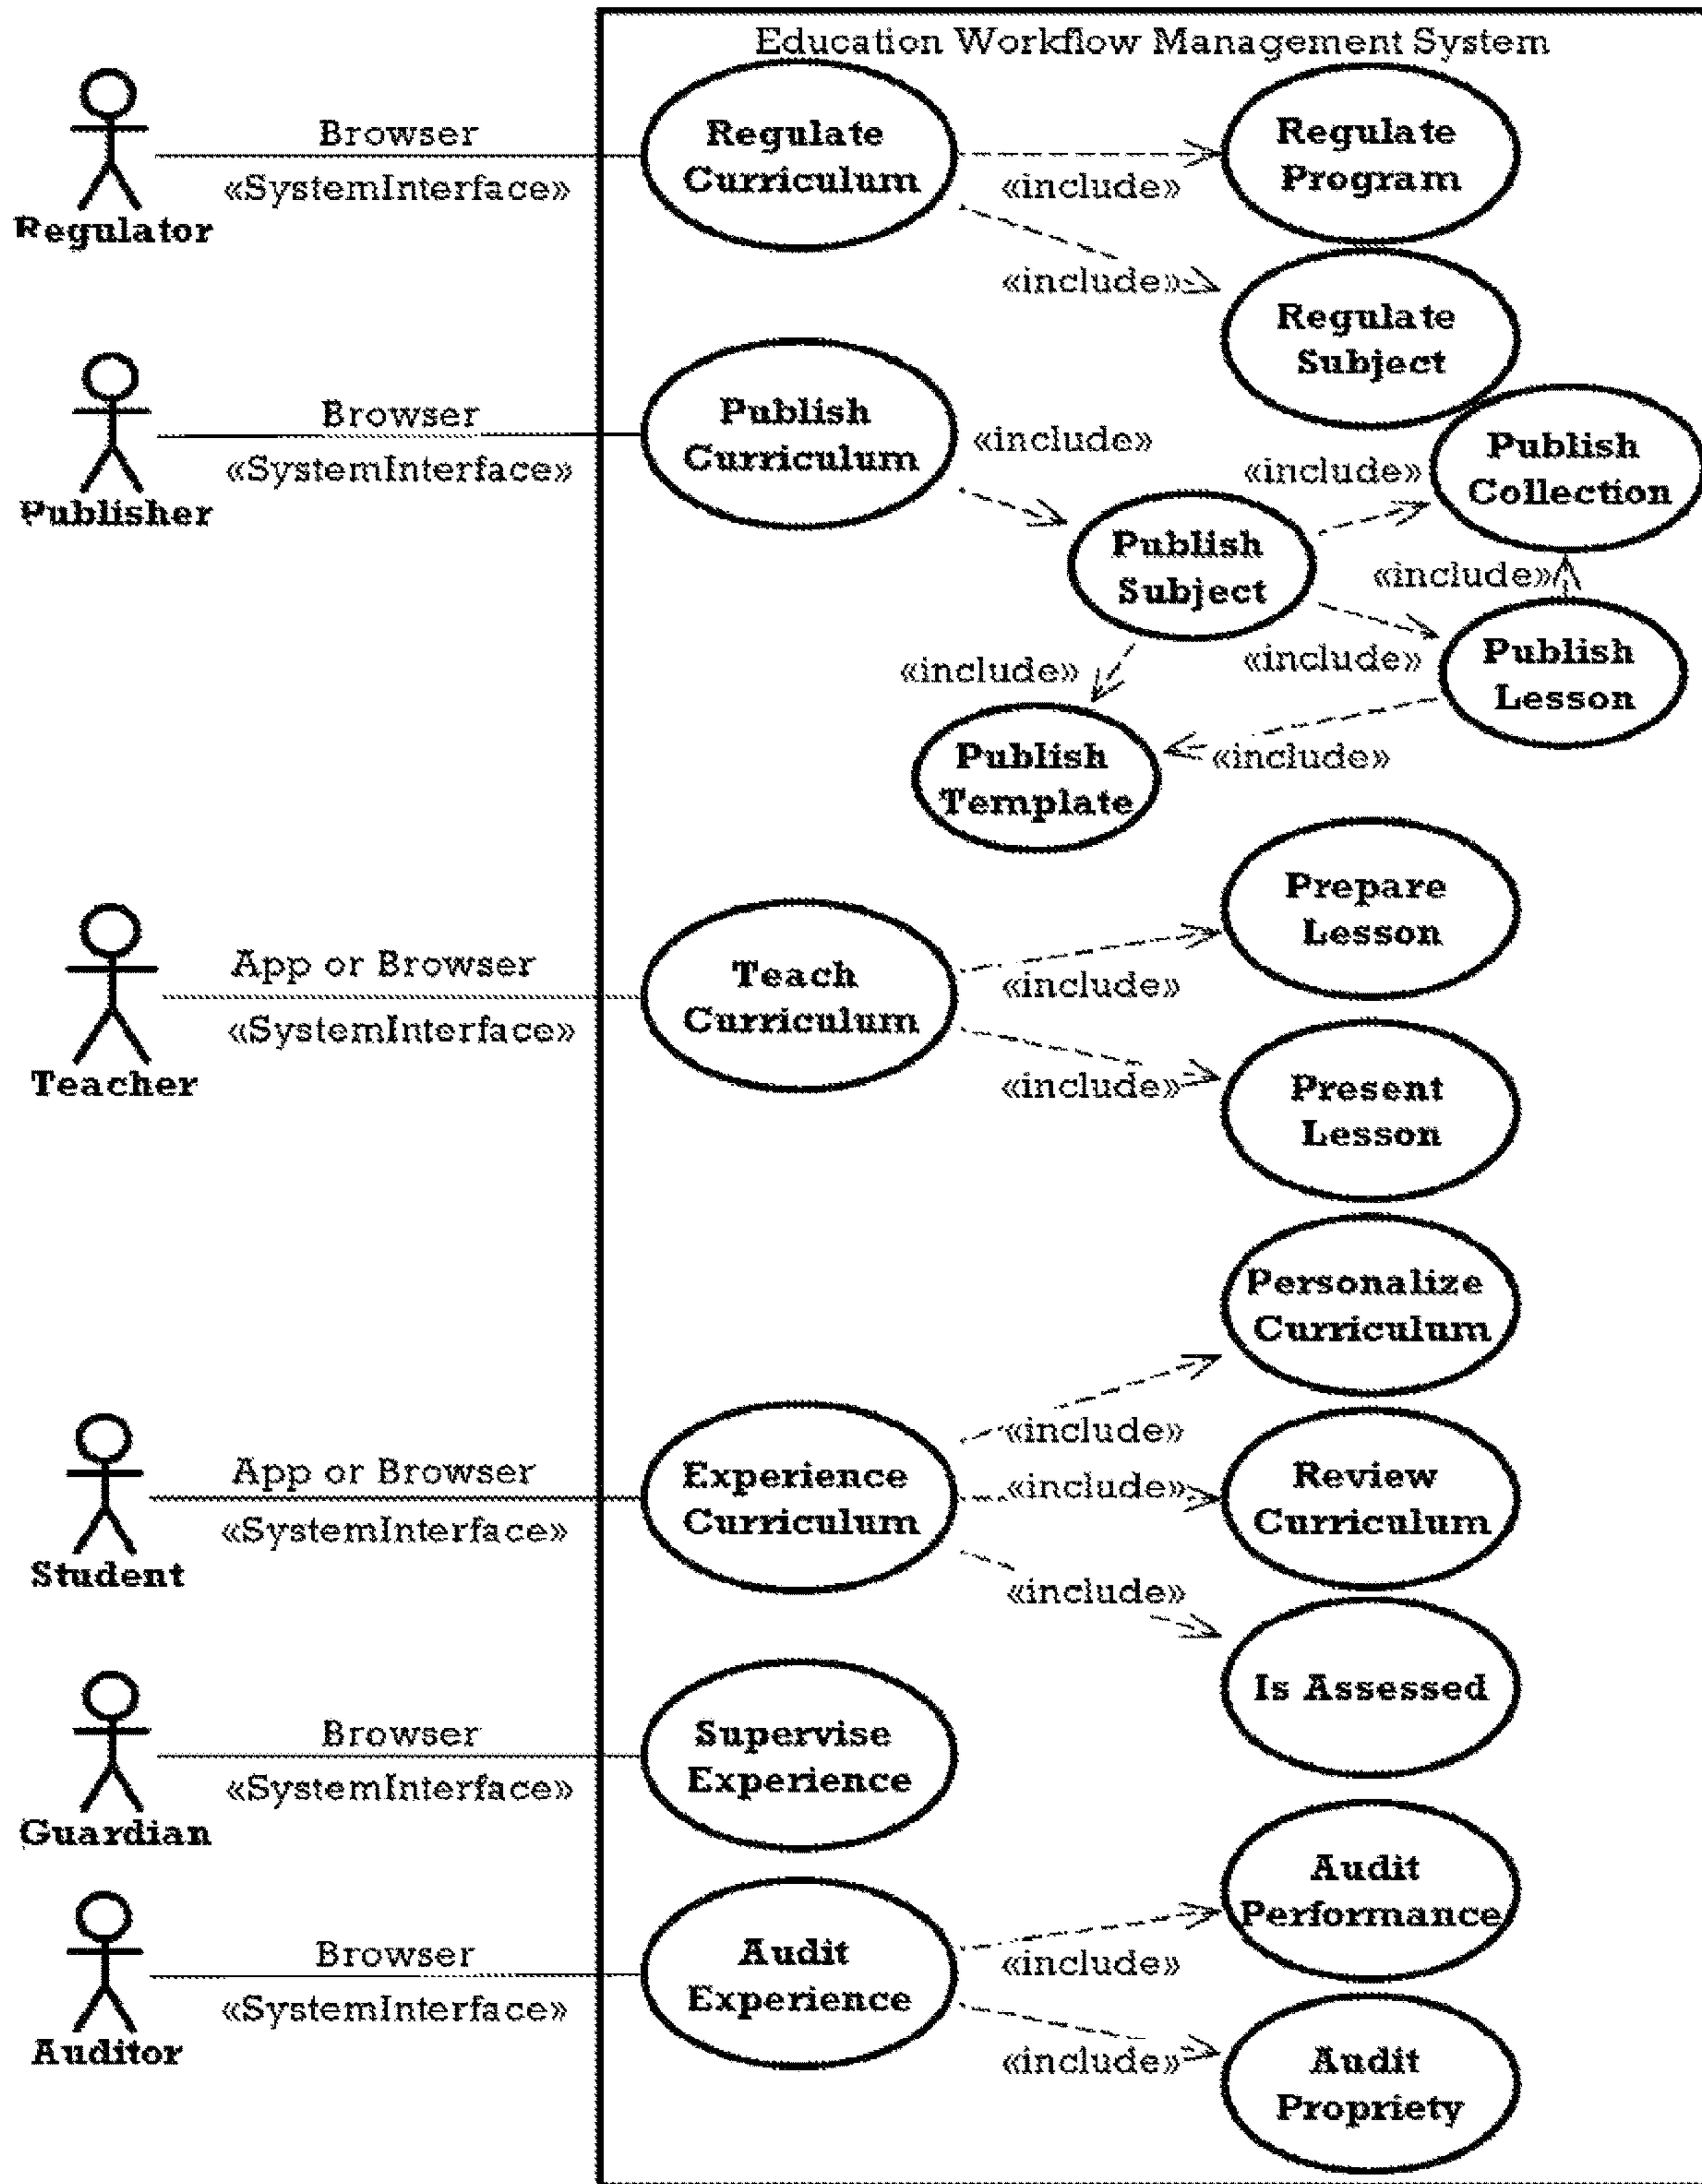 Education Workflow Management System
Browser
«SystemInterface»
Regulator
Regulate
Curriculum
«include»
Regulate
Program
«include»
Regulate
Subject
Browser
«SystemInterface»
Publisher
Publish
Curriculum
«include»
Publish
Subject
«include»
Publish
Collection
«include»
«include»
Publish
Lesson
«include»
«include»
Publish
Template
App or Browser
«SystemInterface»
Teacher
Teach
Curriculum
«include»
Prepare
Lesson
«include»
Present
Lesson
App or Browser
«SystemInterface»
Student
Experience
Curriculum
«include»
Personalize
Curriculum
«include»
Review
Curriculum
«include»
Is Assessed
Browser
«SystemInterface»
Guardian
Supervise
Experience
Browser
«SystemInterface»
Auditor
Audit
Experience
«include»
Audit
Performance
«include»
Audit
Propriety